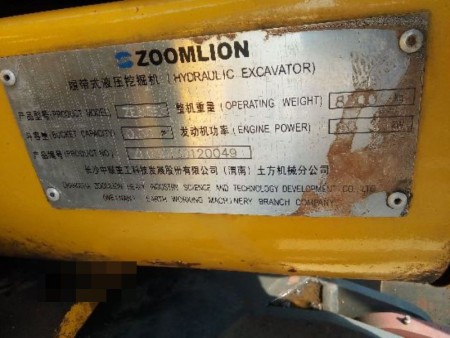 ZOOMLION
履带式液压挖掘机 (HYDRAULIC EXCAVATOR)
产品型号(PRODUCT MODEL) 整机重量(OPERATING WEIGHT)
斗容量(BUCKET CAPACITY) 发动机功率(ENGINE POWER)
产品编号(PRODUCT NO)
长沙中联重工科技发展股份有限公司(渭南)土方机械分公司
CHANGSHA ZOOMLION HEAVY INDUSTRY SCIENCE AND TECHNOLOGY DEVELOPMENT CO LTD
(WEINAN) EARTH WORKING MACHINERY BRANCH COMPANY